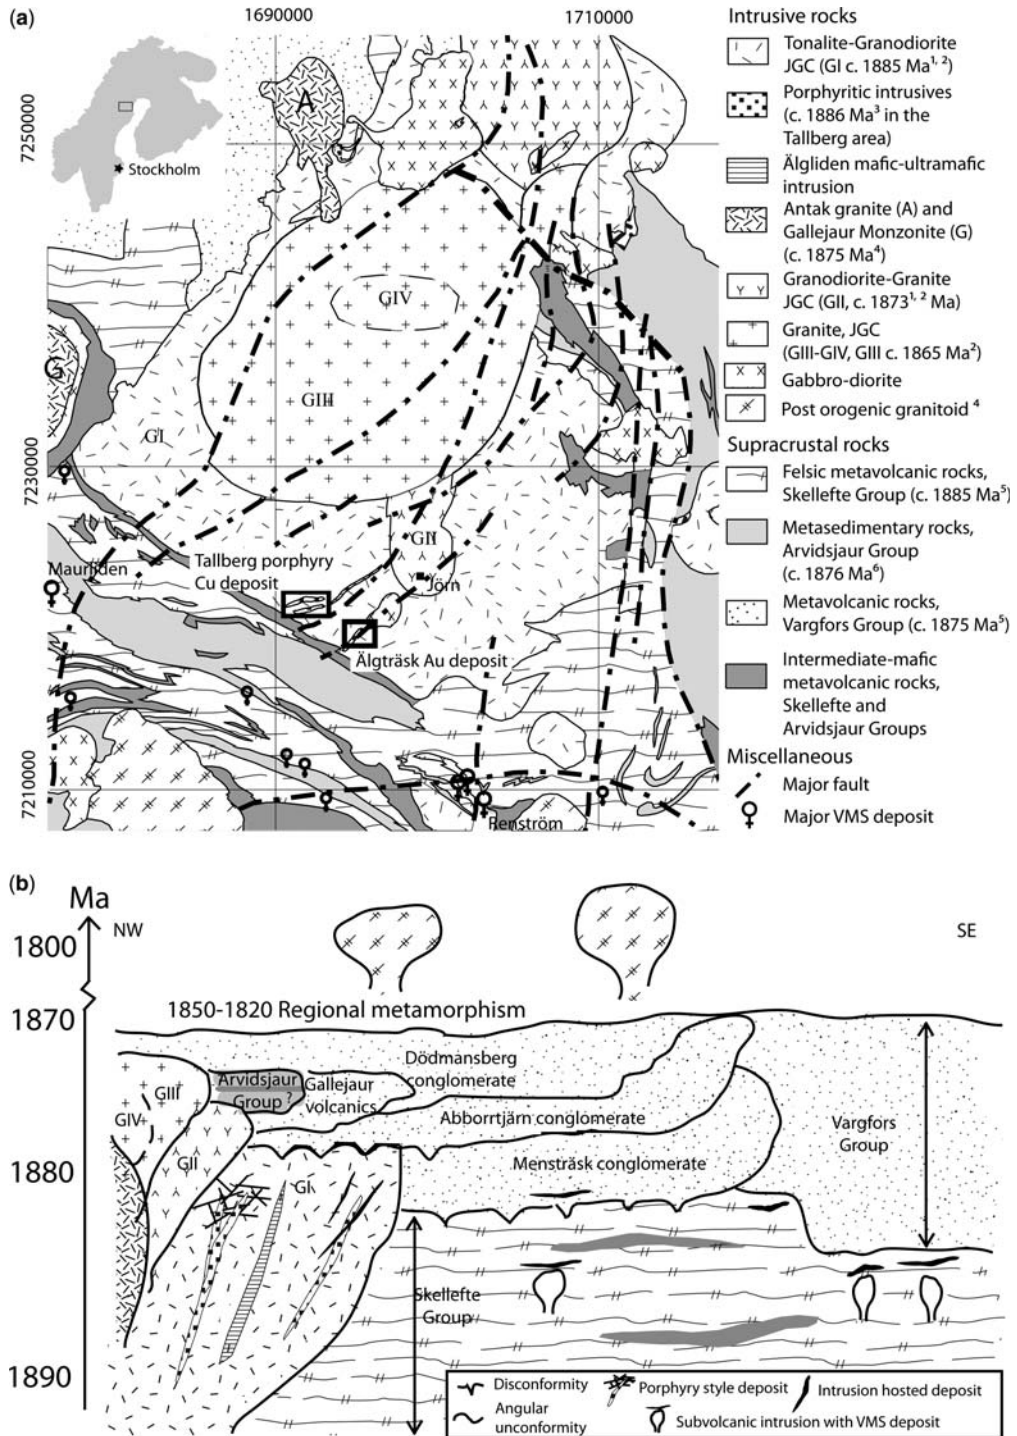 (a)
1690000
1710000
7250000
7230000
7210000
Stockholm
A
G
GIV
GIII
GI
GII
Maurliden
Tallberg porphyry
Cu deposit
Jörn
Älgträsk Au deposit
Renström
Intrusive rocks
Tonalite-Granodiorite
JGC (GI c. 1885 Ma1, 2)
Porphyritic intrusives
(c. 1886 Ma3 in the
Tallberg area)
Älgliden mafic-ultramafic
intrusion
Antak granite (A) and
Gallejaur Monzonite (G)
(c. 1875 Ma4)
Granodiorite-Granite
JGC (GII, c. 18731, 2 Ma)
Granite, JGC
(GIII-GIV, GIII c. 1865 Ma2)
Gabbro-diorite
Post orogenic granitoid 4
Supracrustal rocks
Felsic metavolcanic rocks,
Skellefte Group (c. 1885 Ma5)
Metasedimentary rocks,
Arvidsjaur Group
(c. 1876 Ma6)
Metavolcanic rocks,
Vargfors Group (c. 1875 Ma5)
Intermediate-mafic
metavolcanic rocks,
Skellefte and
Arvidsjaur Groups
Miscellaneous
Major fault
Major VMS deposit
(b)
Ma
NW
SE
1800
1870
1880
1890
1850-1820 Regional metamorphism
Dödmansberg
conglomerate
Arvidsjaur
Group ?
Gallejaur
volcanics
Abborrtjärn conglomerate
Mensträsk conglomerate
Vargfors
Group
GIII
GIV
GII
GI
Skellefte
Group
Disconformity
Porphyry style deposit
Intrusion hosted deposit
Angular
unconformity
Subvolcanic intrusion with VMS deposit